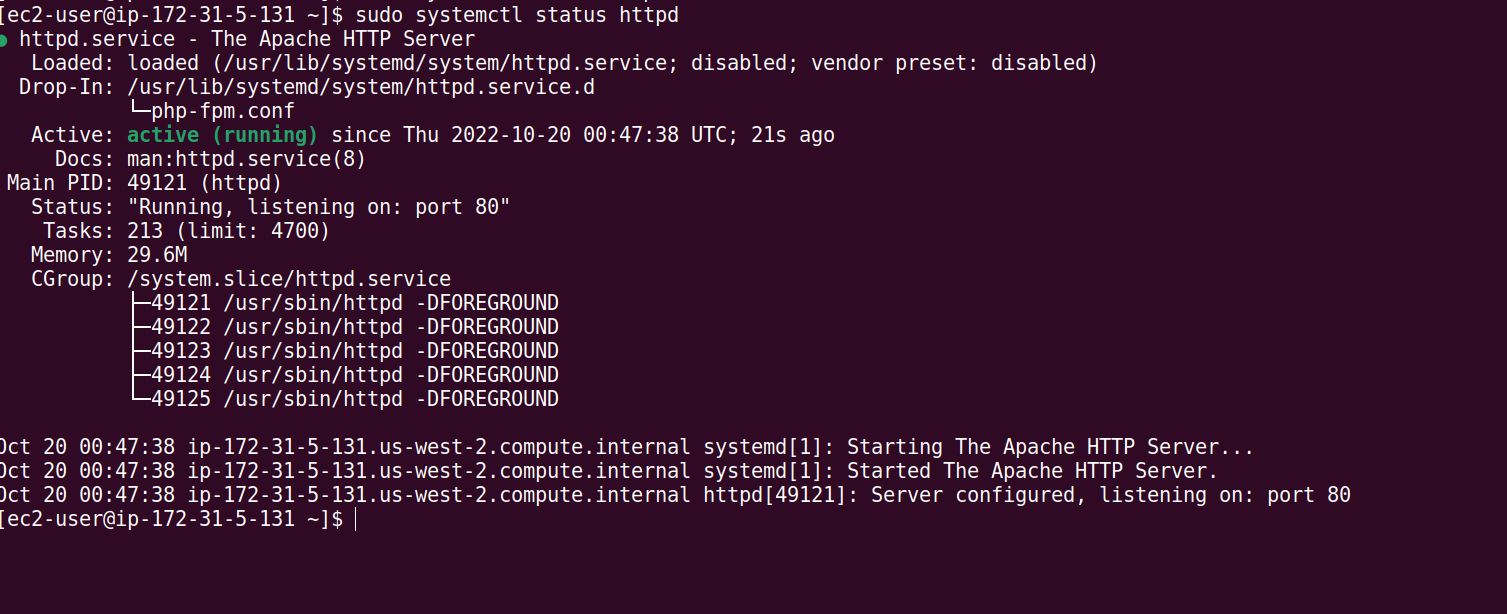 [ec2-user@ip-172-31-5-131 ~]$ sudo systemctl status httpd
● httpd.service - The Apache HTTP Server
   Loaded: loaded (/usr/lib/systemd/system/httpd.service; disabled; vendor preset: disabled)
  Drop-In: /usr/lib/systemd/system/httpd.service.d
           └─php-fpm.conf
   Active: active (running) since Thu 2022-10-20 00:47:38 UTC; 21s ago
     Docs: man:httpd.service(8)
 Main PID: 49121 (httpd)
   Status: "Running, listening on: port 80"
    Tasks: 213 (limit: 4700)
   Memory: 29.6M
   CGroup: /system.slice/httpd.service
           ├─49121 /usr/sbin/httpd -DFOREGROUND
           ├─49122 /usr/sbin/httpd -DFOREGROUND
           ├─49123 /usr/sbin/httpd -DFOREGROUND
           ├─49124 /usr/sbin/httpd -DFOREGROUND
           └─49125 /usr/sbin/httpd -DFOREGROUND
Oct 20 00:47:38 ip-172-31-5-131.us-west-2.compute.internal systemd[1]: Starting The Apache HTTP Server...
Oct 20 00:47:38 ip-172-31-5-131.us-west-2.compute.internal systemd[1]: Started The Apache HTTP Server.
Oct 20 00:47:38 ip-172-31-5-131.us-west-2.compute.internal httpd[49121]: Server configured, listening on: port 80
[ec2-user@ip-172-31-5-131 ~]$